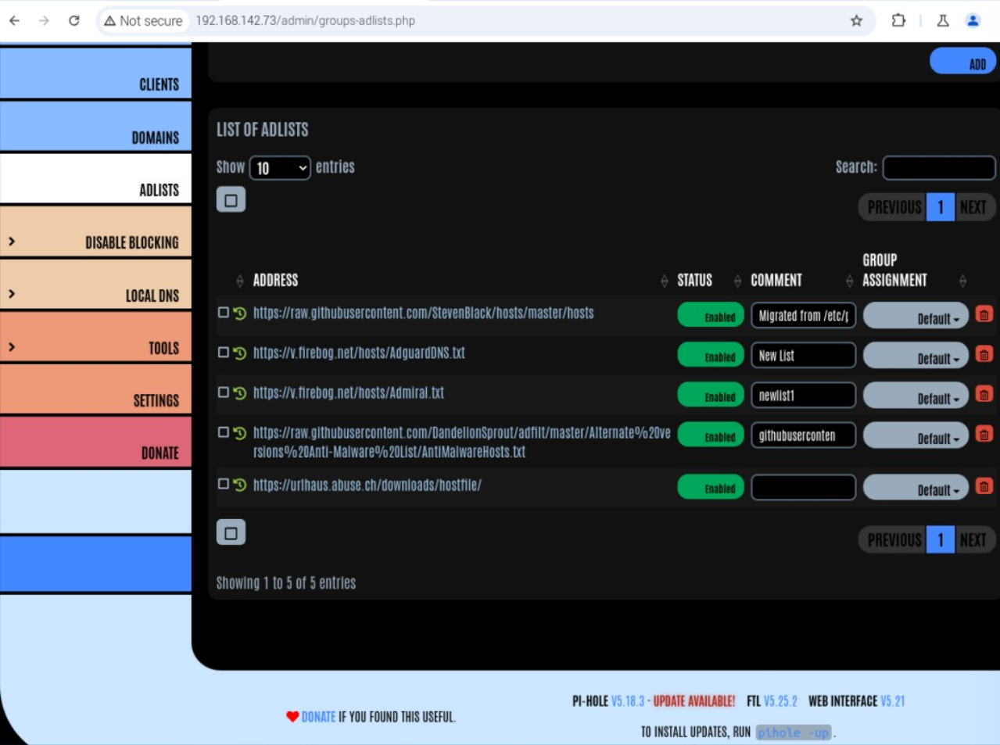 Not secure 192.168.142.73/admin/groups-adlists.php
CLIENTS
DOMAINS
ADLISTS
DISABLE BLOCKING
LOCAL DNS
TOOLS
SETTINGS
DONATE
ADD
LIST OF ADLISTS
Show 10 entries
Search:
PREVIOUS 1 NEXT
ADDRESS STATUS COMMENT GROUP ASSIGNMENT
https://raw.githubusercontent.com/StevenBlack/hosts/master/hosts Enabled Migrated from /etc/p Default
https://v.firebog.net/hosts/AdguardDNS.txt Enabled New List Default
https://v.firebog.net/hosts/Admiral.txt Enabled newlist1 Default
https://raw.githubusercontent.com/DandelionSprout/adfilt/master/Alternate%20ve
rsions%20Anti-Malware%20List/AntiMalwareHosts.txt Enabled githubuserconten Default
https://urlhaus.abuse.ch/downloads/hostfile/ Enabled Default
PREVIOUS 1 NEXT
Showing 1 to 5 of 5 entries
DONATE IF YOU FOUND THIS USEFUL.
PI-HOLE V5.18.3 · UPDATE AVAILABLE! FTL V5.25.2 WEB INTERFACE V5.21
TO INSTALL UPDATES, RUN pihole -up .